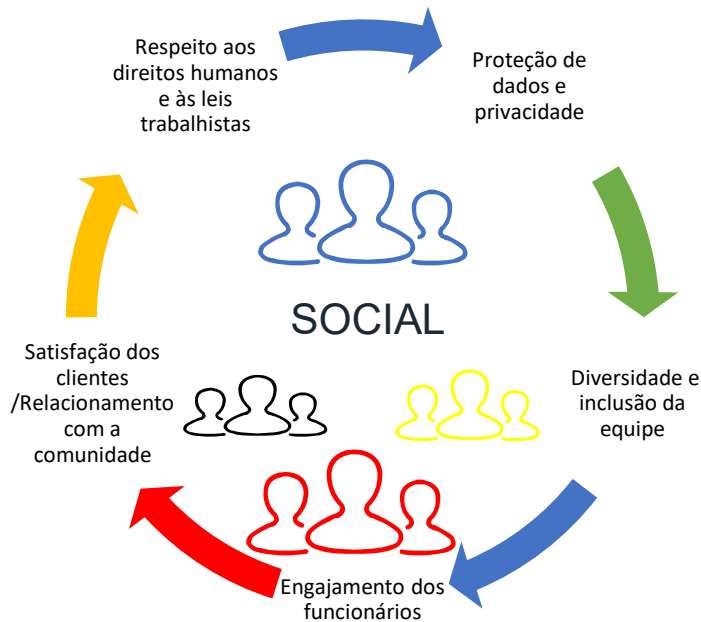 Respeito aos
direitos humanos
e às leis
trabalhistas
Proteção de
dados e
privacidade
SOCIAL
Satisfação dos
clientes
/Relacionamento
com a
comunidade
Diversidade e
inclusão da
equipe
Engajamento dos
funcionários